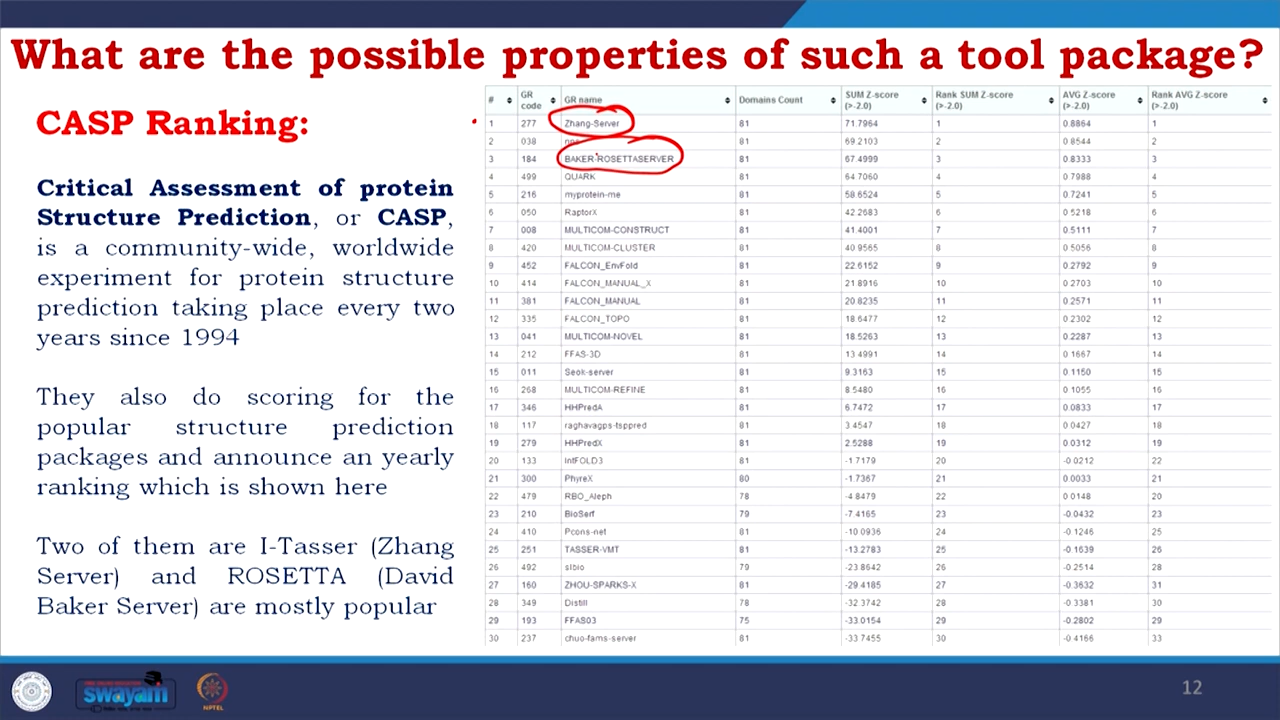 What are the possible properties of such a tool package?
CASP Ranking:
Critical Assessment of protein
Structure Prediction, or CASP,
is a community-wide, worldwide
experiment for protein structure
prediction taking place every two
years since 1994
They also do scoring for the
popular structure prediction
packages and announce an yearly
ranking which is shown here
Two of them are I-Tasser (Zhang
Server) and ROSETTA (David
Baker Server) are mostly popular
# GR code GR name Domains Count SUM Z-score (>-2.0) Rank SUM Z-score (>-2.0) AVG Z-score (>-2.0) Rank AVG Z-score (>-2.0)
1 277 Zhang-Server 81 71.7964 1 0.8864 1
2 038 81 69.2103 2 0.8544 2
3 184 BAKER-ROSETTASERVER 81 67.4999 3 0.8333 3
4 499 QUARK 81 64.7060 4 0.7988 4
5 216 myprotein-me 81 58.6524 5 0.7241 5
6 050 RaptorX 81 42.2683 6 0.5218 6
7 008 MULTICOM-CONSTRUCT 81 41.4001 7 0.5111 7
8 420 MULTICOM-CLUSTER 81 40.9565 8 0.5056 8
9 452 FALCON_EnvFold 81 22.6152 9 0.2792 9
10 414 FALCON_MANUAL_X 81 21.8916 10 0.2703 10
11 381 FALCON_MANUAL 81 20.8235 11 0.2571 11
12 335 FALCON_TOPO 81 18.6477 12 0.2302 12
13 041 MULTICOM-NOVEL 81 18.5263 13 0.2287 13
14 212 FFAS-3D 81 13.4991 14 0.1667 14
15 011 Seok-server 81 9.3163 15 0.1150 15
16 268 MULTICOM-REFINE 81 8.5480 16 0.1055 16
17 346 HHPredA 81 6.7472 17 0.0833 17
18 117 raghavagps-tsppred 81 3.4547 18 0.0427 18
19 279 HHPredX 81 2.5288 19 0.0312 19
20 133 IntFOLD3 81 -1.7179 20 -0.0212 22
21 300 PhyreX 80 -1.7367 21 0.0033 21
22 479 RBO_Aleph 78 -4.8479 22 0.0148 20
23 210 BioSerf 79 -7.4165 23 -0.0432 23
24 410 Pcons-net 81 -10.0936 24 -0.1246 25
25 251 TASSER-VMT 81 -13.2783 25 -0.1639 26
26 492 slbio 79 -23.8642 26 -0.2514 28
27 160 ZHOU-SPARKS-X 81 -29.4185 27 -0.3632 31
28 349 Distill 78 -32.3742 28 -0.3381 30
29 193 FFAS03 75 -33.0154 29 -0.2802 29
30 237 chuo-fams-server 81 -33.7455 30 -0.4166 33
swayam
NPTEL
12